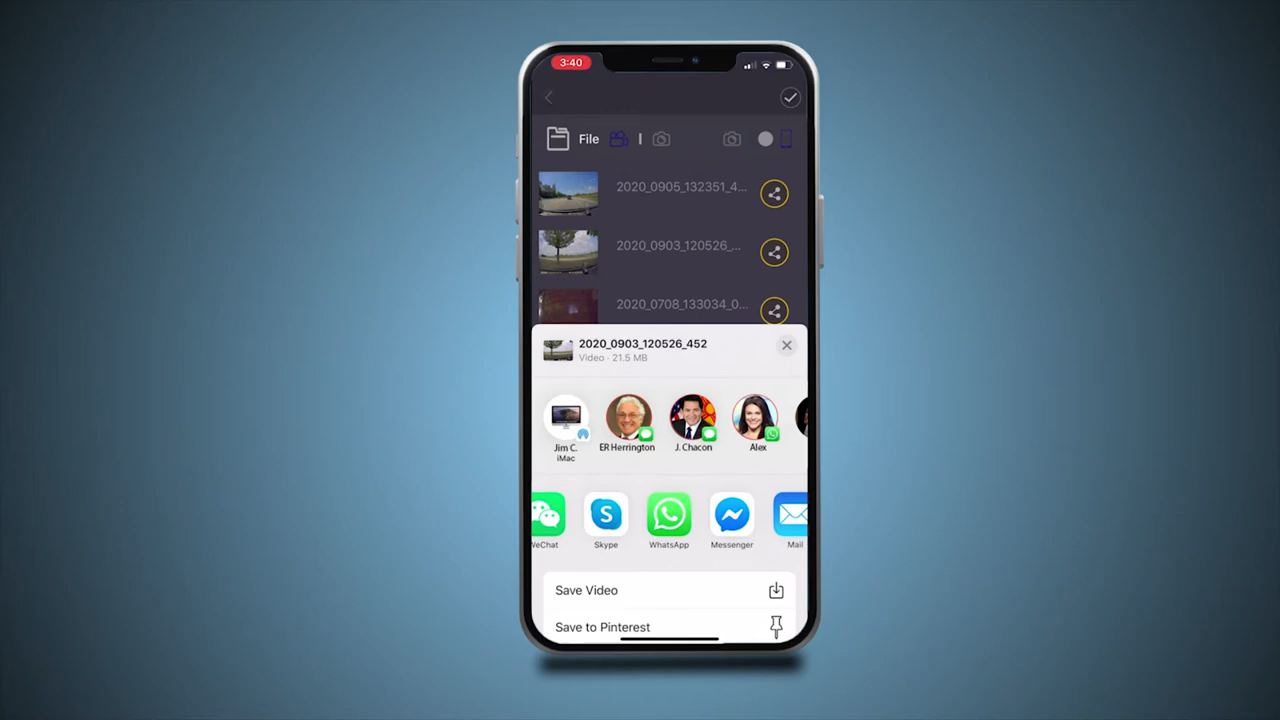 3:40
File
2020_0905_132351_4...
2020_0903_120526_...
2020_0708_133034_0...
2020_0903_120526_452
Video · 21.5 MB
Jim C.
iMac
ER Herrington
J. Chacon
Alex
WeChat
Skype
WhatsApp
Messenger
Mail
Save Video
Save to Pinterest